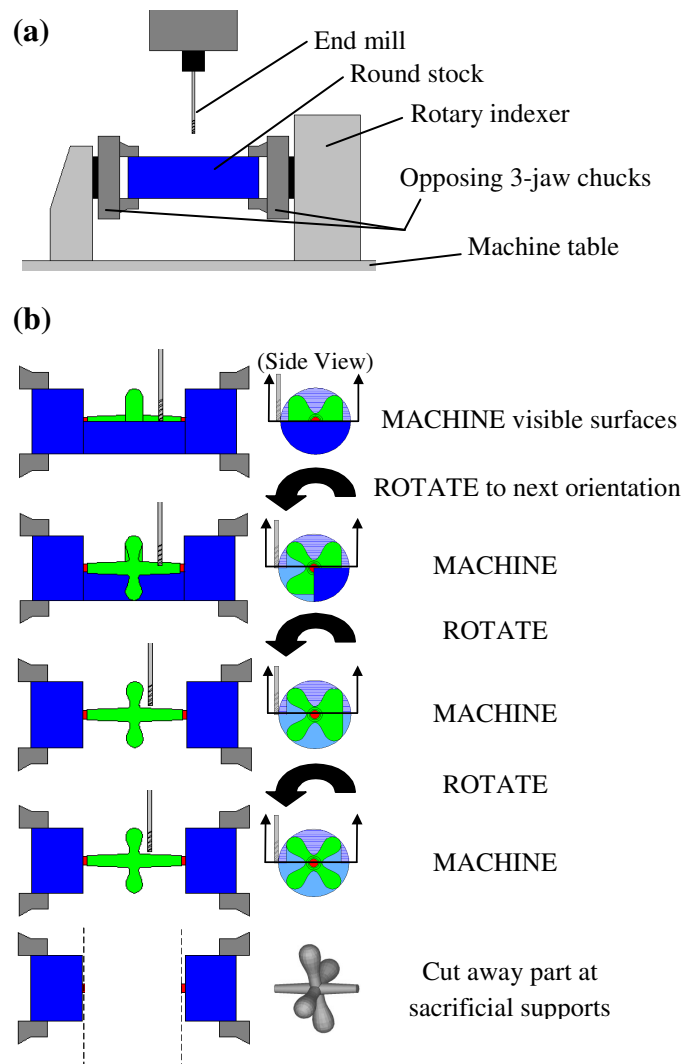 (a)
End mill
Round stock
Rotary indexer
Opposing 3-jaw chucks
Machine table
(b)
(Side View)
MACHINE visible surfaces
ROTATE to next orientation
MACHINE
ROTATE
MACHINE
ROTATE
MACHINE
Cut away part at
sacrificial supports